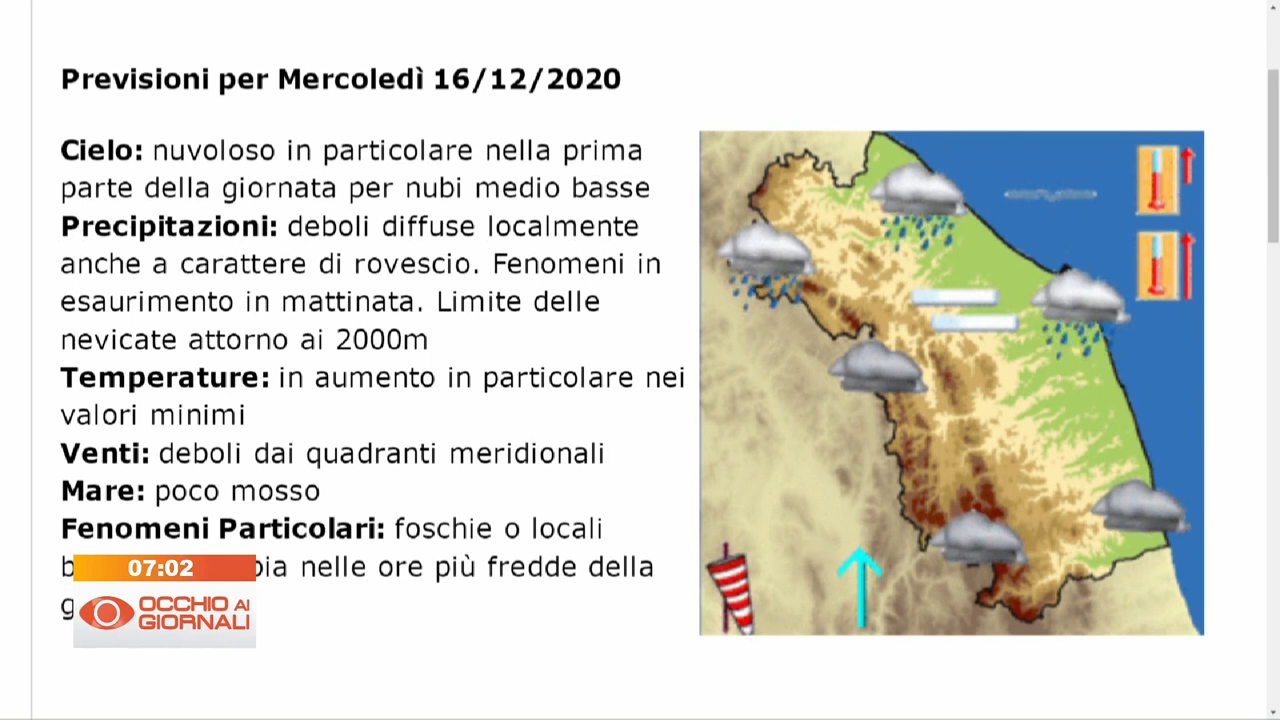 Previsioni per Mercoledì 16/12/2020
Cielo: nuvoloso in particolare nella prima
parte della giornata per nubi medio basse
Precipitazioni: deboli diffuse localmente
anche a carattere di rovescio. Fenomeni in
esaurimento in mattinata. Limite delle
nevicate attorno ai 2000m
Temperature: in aumento in particolare nei
valori minimi
Venti: deboli dai quadranti meridionali
Mare: poco mosso
Fenomeni Particolari: foschie o locali
nelle ore più fredde della
07:02
OCCHIO AI
GIORNALI